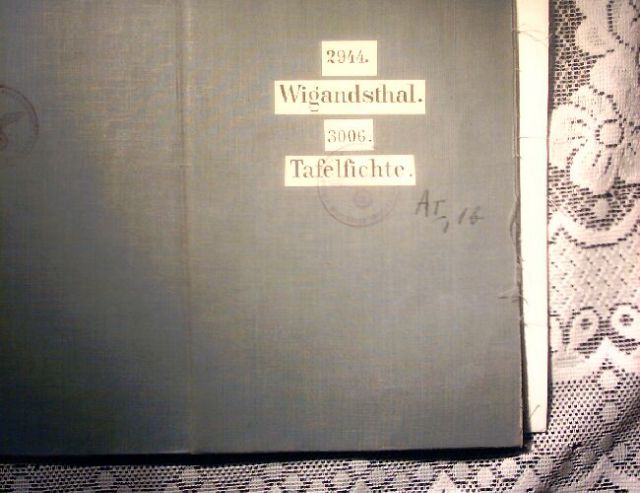 2944.
Wigandsthal.
3006.
Tafelfichte.